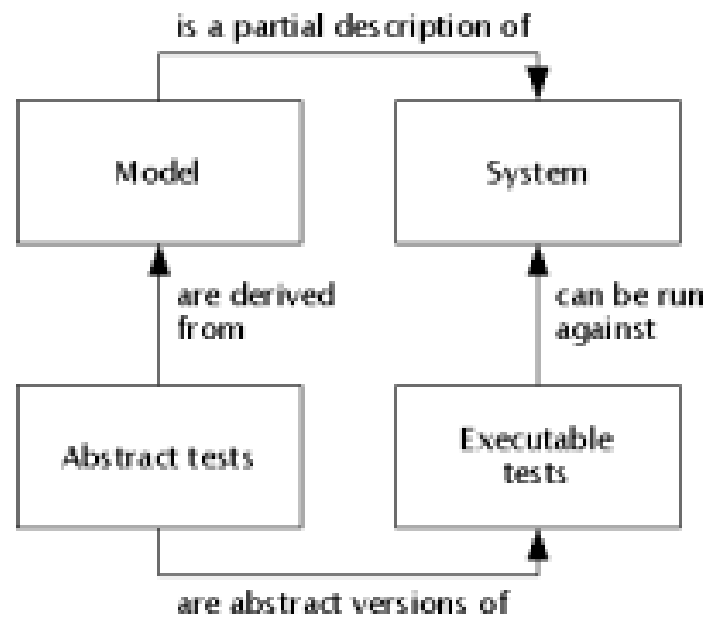 is a partial description of
Model
System
are derived
from
can be run
against
Abstract tests
Executable
tests
are abstract versions of